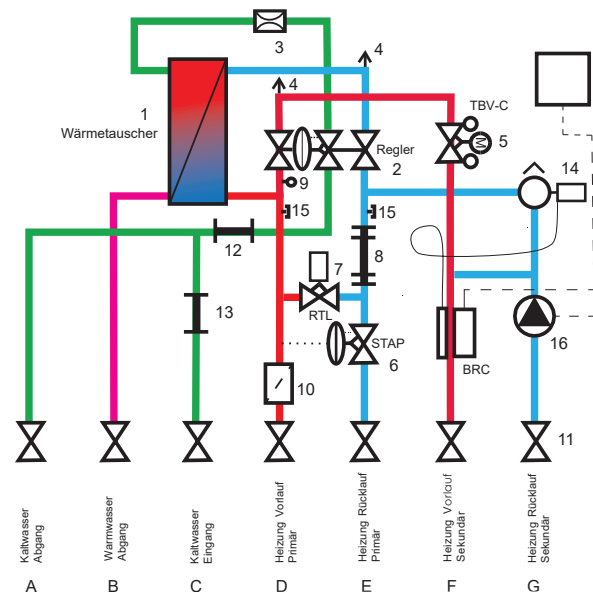 3
4
4
1
Wärmetauscher
TBV-C
5
M
Regler
2
9
14
15
15
12
7
8
13
RTL
STAP
6
10
BRC
16
11
Kaltwasser
Abgang
Warmwasser
Abgang
Kaltwasser
Eingang
Heizung Vorlauf
Primär
Heizung Rücklauf
Primär
Heizung Vorlauf
Sekundär
Heizung Rücklauf
Sekundär
A
B
C
D
E
F
G